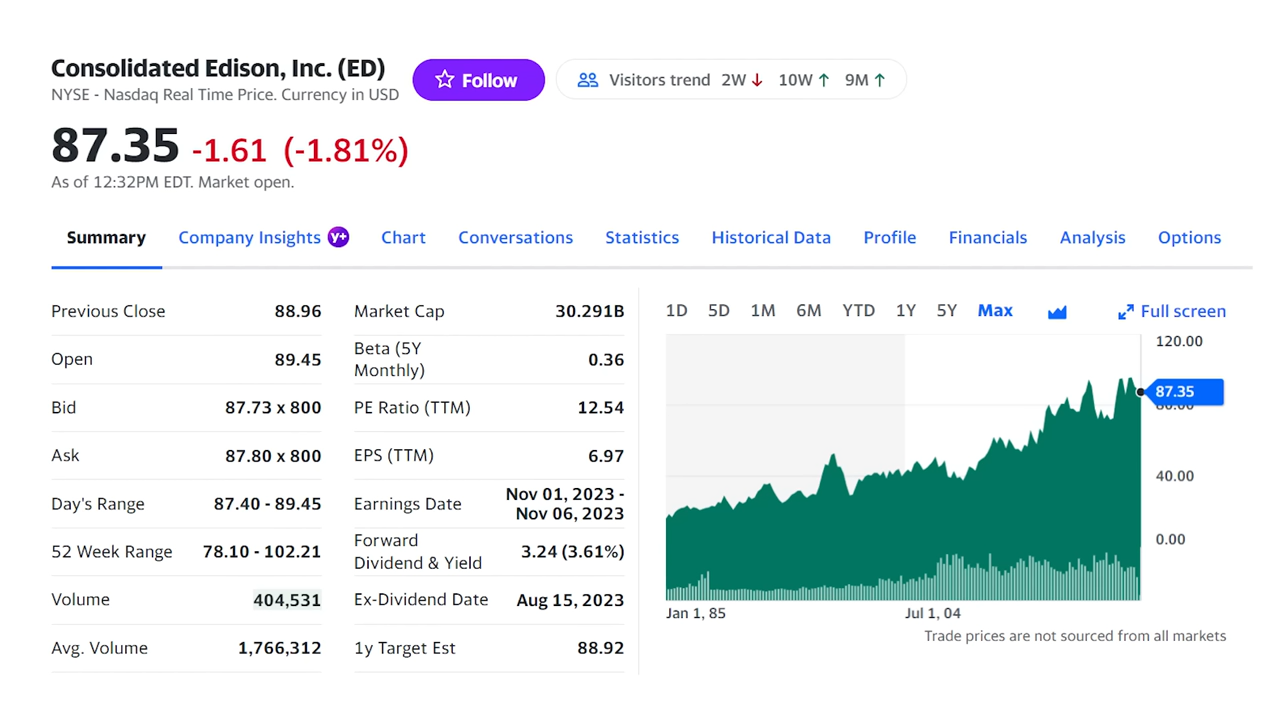 Consolidated Edison, Inc. (ED)
Follow
Visitors trend 2W 10W 9M
NYSE - Nasdaq Real Time Price. Currency in USD
87.35 -1.61 (-1.81%)
As of 12:32PM EDT. Market open.
Summary Company Insights y+ Chart Conversations Statistics Historical Data Profile Financials Analysis Options
Previous Close 88.96
Open 89.45
Bid 87.73 x 800
Ask 87.80 x 800
Day's Range 87.40 - 89.45
52 Week Range 78.10 - 102.21
Volume 404,531
Avg. Volume 1,766,312
Market Cap 30.291B
Beta (5Y
Monthly) 0.36
PE Ratio (TTM) 12.54
EPS (TTM) 6.97
Earnings Date Nov 01, 2023 -
Nov 06, 2023
Forward
Dividend & Yield 3.24 (3.61%)
Ex-Dividend Date Aug 15, 2023
1y Target Est 88.92
1D 5D 1M 6M YTD 1Y 5Y Max Full screen
120.00
87.35
80.00
40.00
0.00
Jan 1, 85 Jul 1, 04
Trade prices are not sourced from all markets